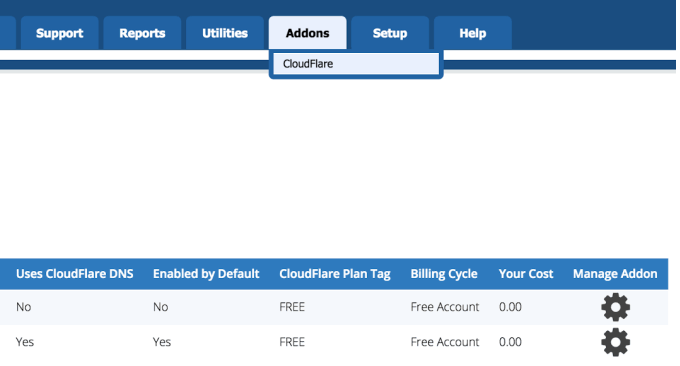 Support Reports Utilities Addons Setup Help
CloudFlare
Uses CloudFlare DNS Enabled by Default CloudFlare Plan Tag Billing Cycle Your Cost Manage Addon
No No FREE Free Account 0.00
Yes Yes FREE Free Account 0.00